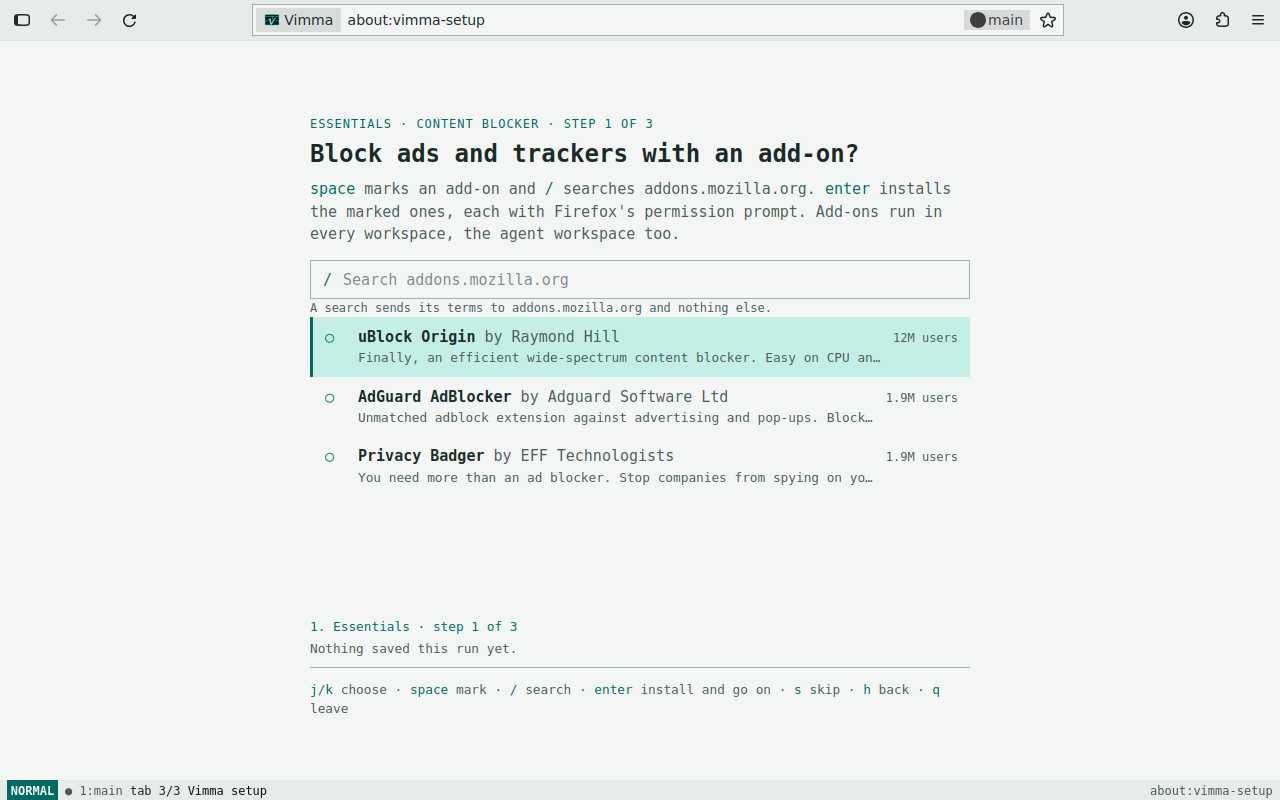 Vimma about:vimma-setup main
ESSENTIALS · CONTENT BLOCKER · STEP 1 OF 3
Block ads and trackers with an add-on?
space marks an add-on and / searches addons.mozilla.org. enter installs
the marked ones, each with Firefox's permission prompt. Add-ons run in
every workspace, the agent workspace too.
/ Search addons.mozilla.org
A search sends its terms to addons.mozilla.org and nothing else.
uBlock Origin by Raymond Hill 12M users
Finally, an efficient wide-spectrum content blocker. Easy on CPU an…
AdGuard AdBlocker by Adguard Software Ltd 1.9M users
Unmatched adblock extension against advertising and pop-ups. Block…
Privacy Badger by EFF Technologists 1.9M users
You need more than an ad blocker. Stop companies from spying on yo…
1. Essentials · step 1 of 3
Nothing saved this run yet.
j/k choose · space mark · / search · enter install and go on · s skip · h back · q
leave
NORMAL ● 1:main tab 3/3 Vimma setup about:vimma-setup